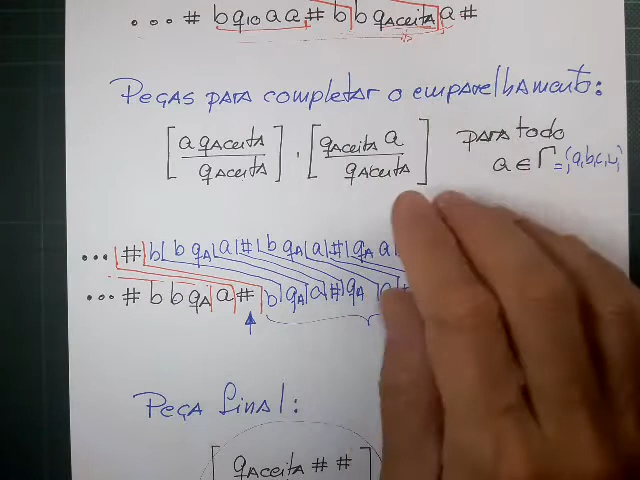 ...# b q10 a a # b b qAceita a #
Peças para completar o emparelhamento:
[a qAceita / qAceita] , [qAceita a / qAceita] para todo
a ∈ Γ = {a,b,c,⊔}
...# b b qA a # b qA a # qA a
...# b b qA a # b qA a # qA a
Peça final:
[qAceita # #]